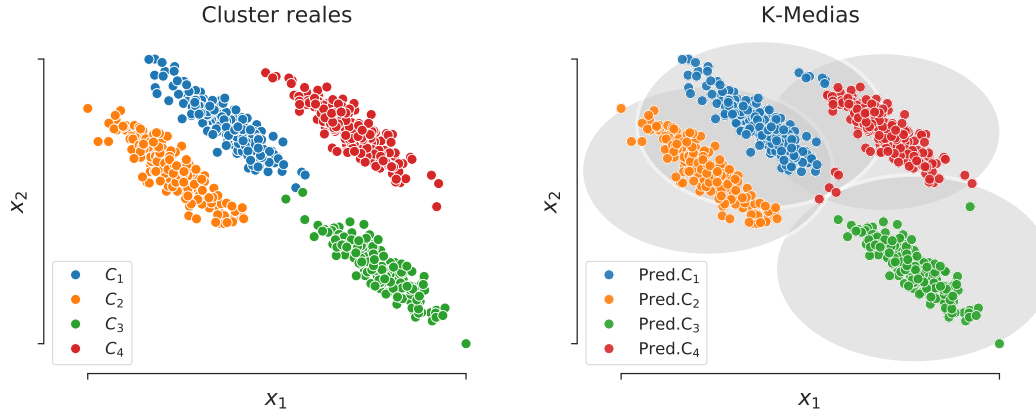 Cluster reales
x₂
C₁
C₂
C₃
C₄
x₁
K-Medias
x₂
Pred.C₁
Pred.C₂
Pred.C₃
Pred.C₄
x₁